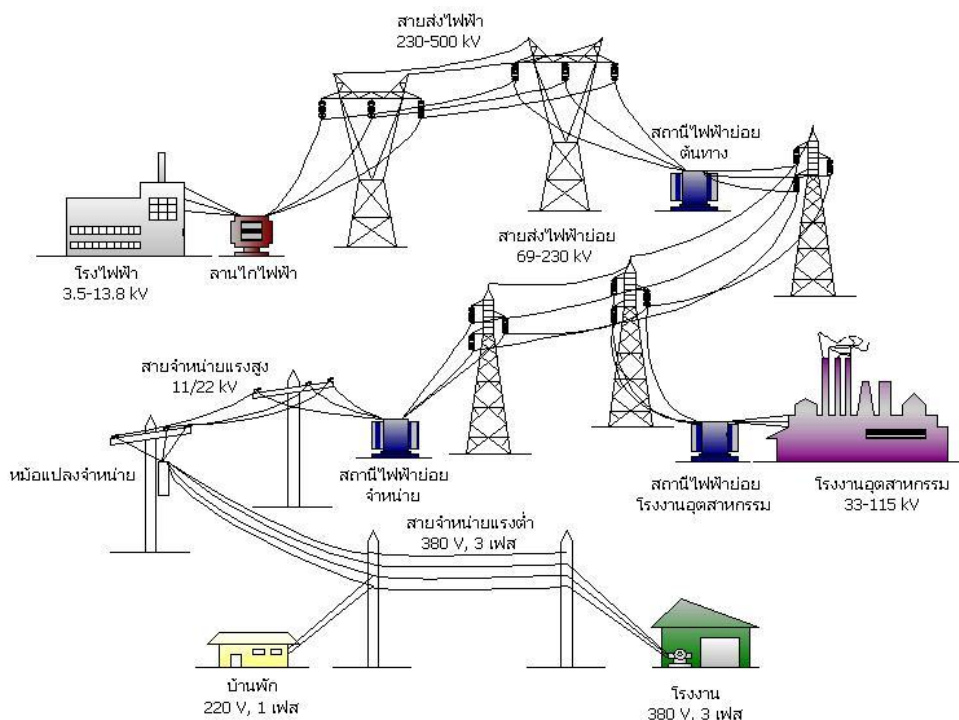 สายส่งไฟฟ้า
230-500 kV
สถานีไฟฟ้าย่อย
ต้นทาง
โรงไฟฟ้า
3.5-13.8 kV
ลานไกไฟฟ้า
สายส่งไฟฟ้าย่อย
69-230 kV
สายจำหน่ายแรงสูง
11/22 kV
หม้อแปลงจำหน่าย
สถานีไฟฟ้าย่อย
จำหน่าย
สถานีไฟฟ้าย่อย
โรงงานอุตสาหกรรม
โรงงานอุตสาหกรรม
33-115 kV
สายจำหน่ายแรงต่ำ
380 V, 3 เฟส
บ้านพัก
220 V, 1 เฟส
โรงงาน
380 V, 3 เฟส